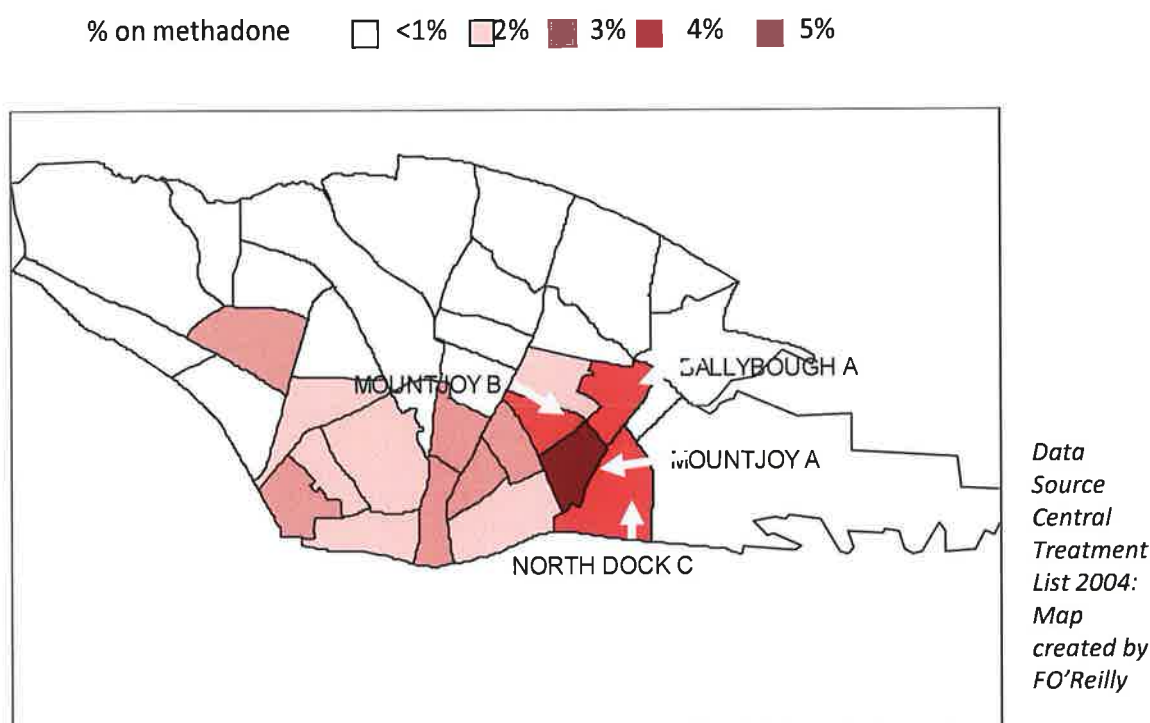 % on methadone <1% 2% 3% 4% 5%
BALLYBOUGH A
MOUNTJOY B
MOUNTJOY A
NORTH DOCK C
Data
Source
Central
Treatment
List 2004:
Map
created by
FO'Reilly